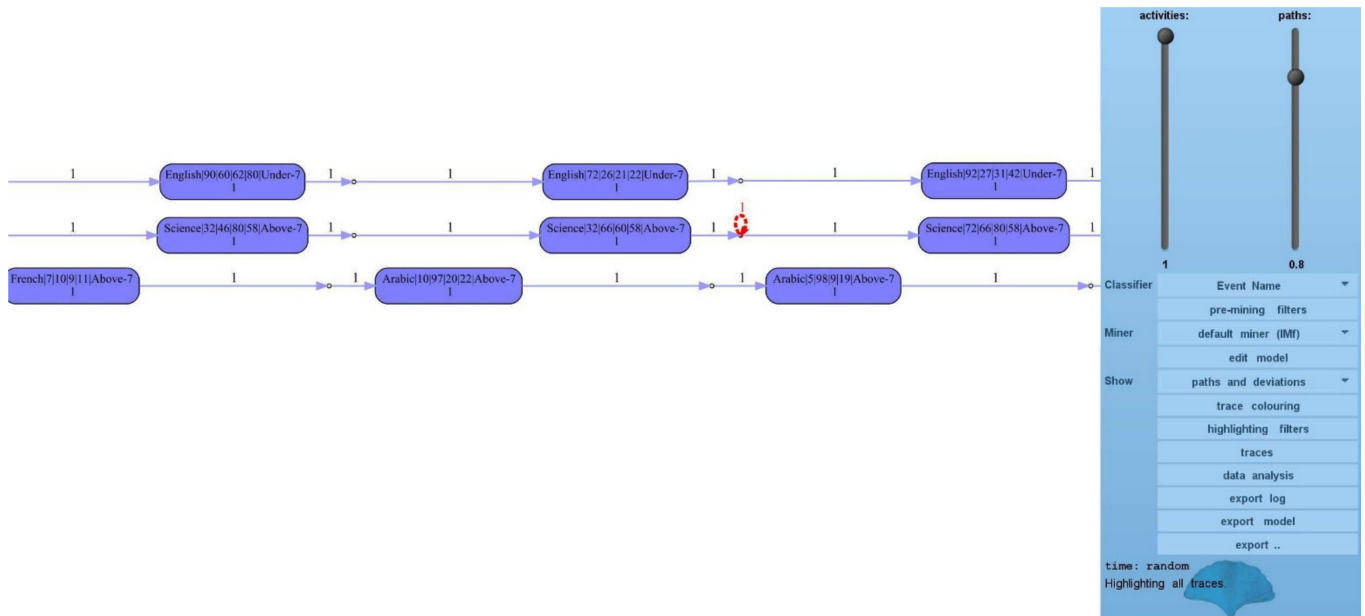 activities: paths:
1 1 1 1 1 1
English|90|60|62|80|Under-7
1
English|72|26|21|22|Under-7
1
English|92|27|31|42|Under-7
1
1
1 1 1 1 1 1
Science|32|46|80|58|Above-7
1
Science|32|66|60|58|Above-7
1
Science|72|66|80|58|Above-7
1
French|7|10|9|11|Above-7
1
1 1
Arabic|10|97|20|22|Above-7
1
1 1
Arabic|5|98|9|19|Above-7
1
1
1 0.8
Classifier Event Name
pre-mining filters
Miner default miner (IMf)
edit model
Show paths and deviations
trace colouring
highlighting filters
traces
data analysis
export log
export model
export ..
time: random
Highlighting all traces.